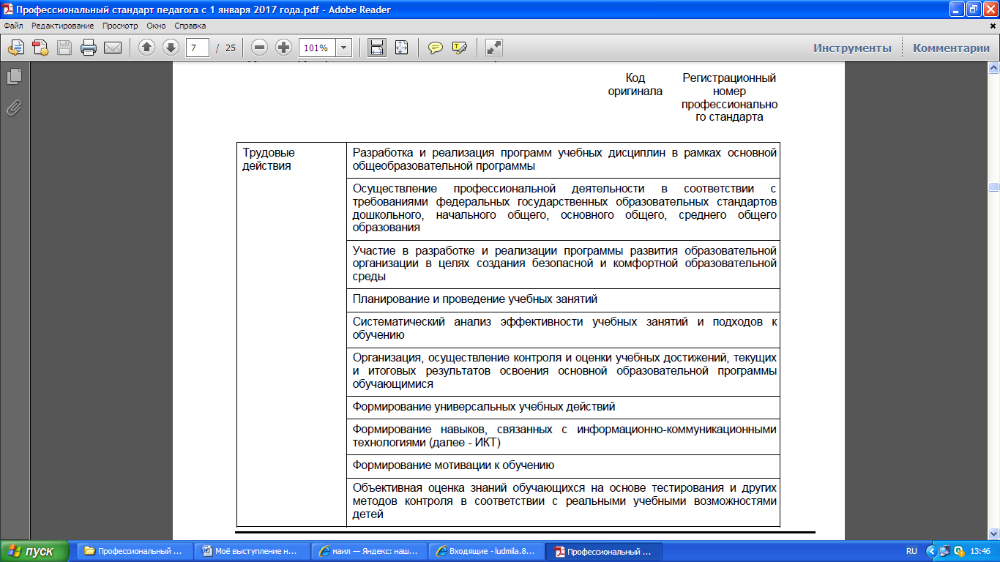 Профессиональный стандарт педагога с 1 января 2017 года.pdf - Adobe Reader
Файл Редактирование Просмотр Окно Справка
7 / 25 101% Инструменты Комментарии
Код
оригинала
Регистрационный
номер
профессионально
го стандарта
Трудовые
действия
Разработка и реализация программ учебных дисциплин в рамках основной
общеобразовательной программы
Осуществление профессиональной деятельности в соответствии с
требованиями федеральных государственных образовательных стандартов
дошкольного, начального общего, основного общего, среднего общего
образования
Участие в разработке и реализации программы развития образовательной
организации в целях создания безопасной и комфортной образовательной
среды
Планирование и проведение учебных занятий
Систематический анализ эффективности учебных занятий и подходов к
обучению
Организация, осуществление контроля и оценки учебных достижений, текущих
и итоговых результатов освоения основной образовательной программы
обучающимися
Формирование универсальных учебных действий
Формирование навыков, связанных с информационно-коммуникационными
технологиями (далее - ИКТ)
Формирование мотивации к обучению
Объективная оценка знаний обучающихся на основе тестирования и других
методов контроля в соответствии с реальными учебными возможностями
детей
пуск Профессиональный ... Моё выступление н... маил — Яндекс: наш... Входящие - ludmila.8... Профессиональный ... RU 13:46